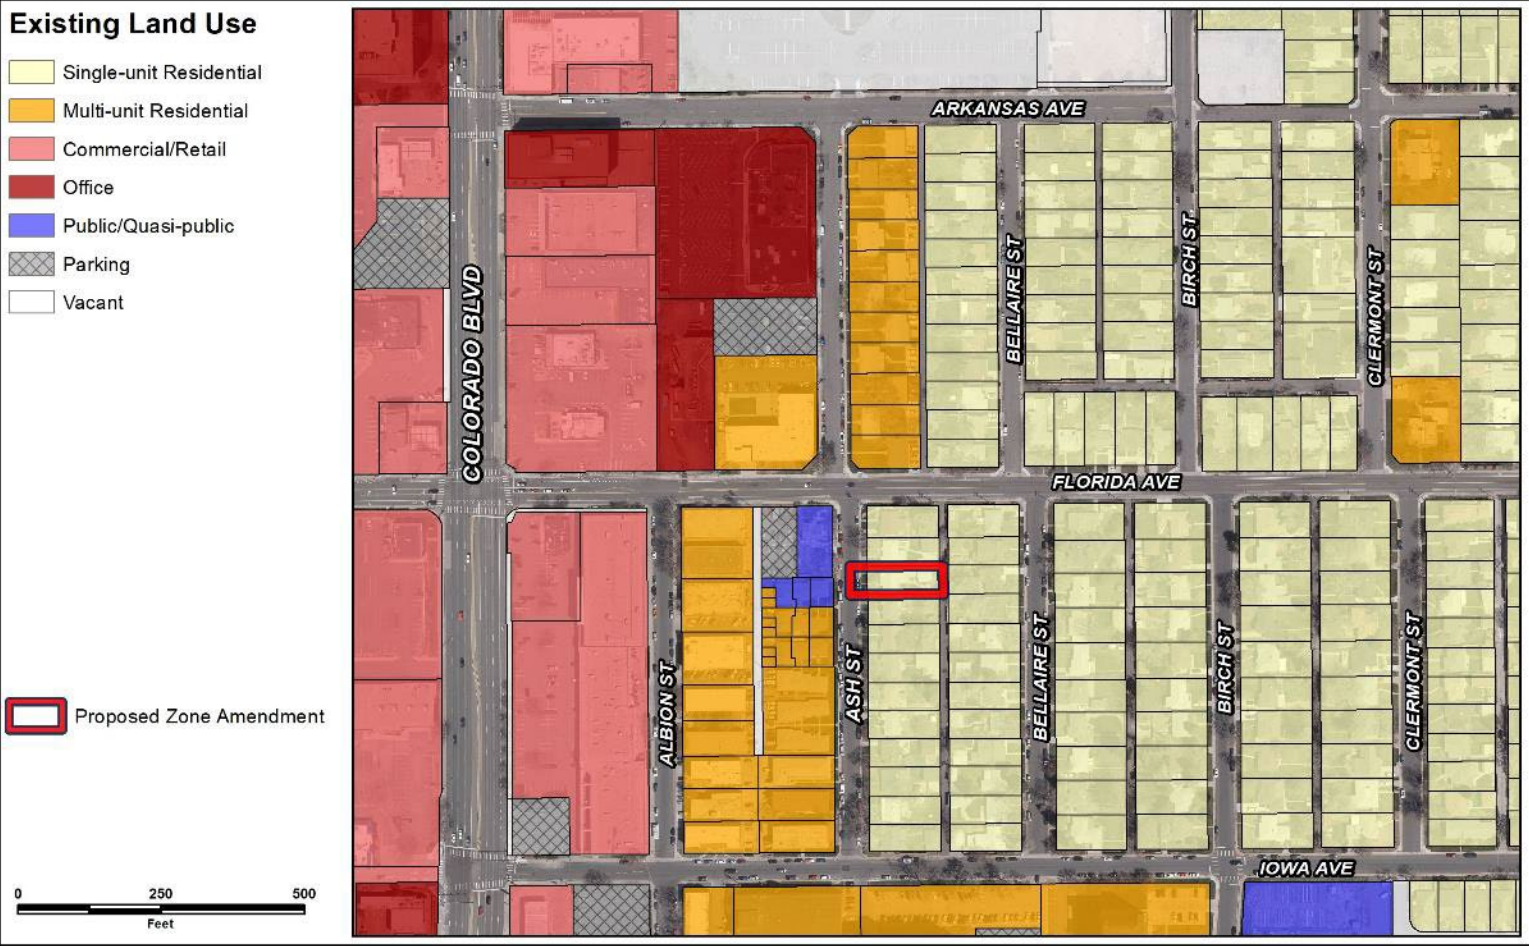 Existing Land Use
Single-unit Residential
Multi-unit Residential
Commercial/Retail
Office
Public/Quasi-public
Parking
Vacant
Proposed Zone Amendment
0 250 500
Feet
ARKANSAS AVE
COLORADO BLVD
BELLAIRE ST
BIRCH ST
CLERMONT ST
FLORIDA AVE
ALBION ST
ASH ST
BELLAIRE ST
BIRCH ST
CLERMONT ST
IOWA AVE